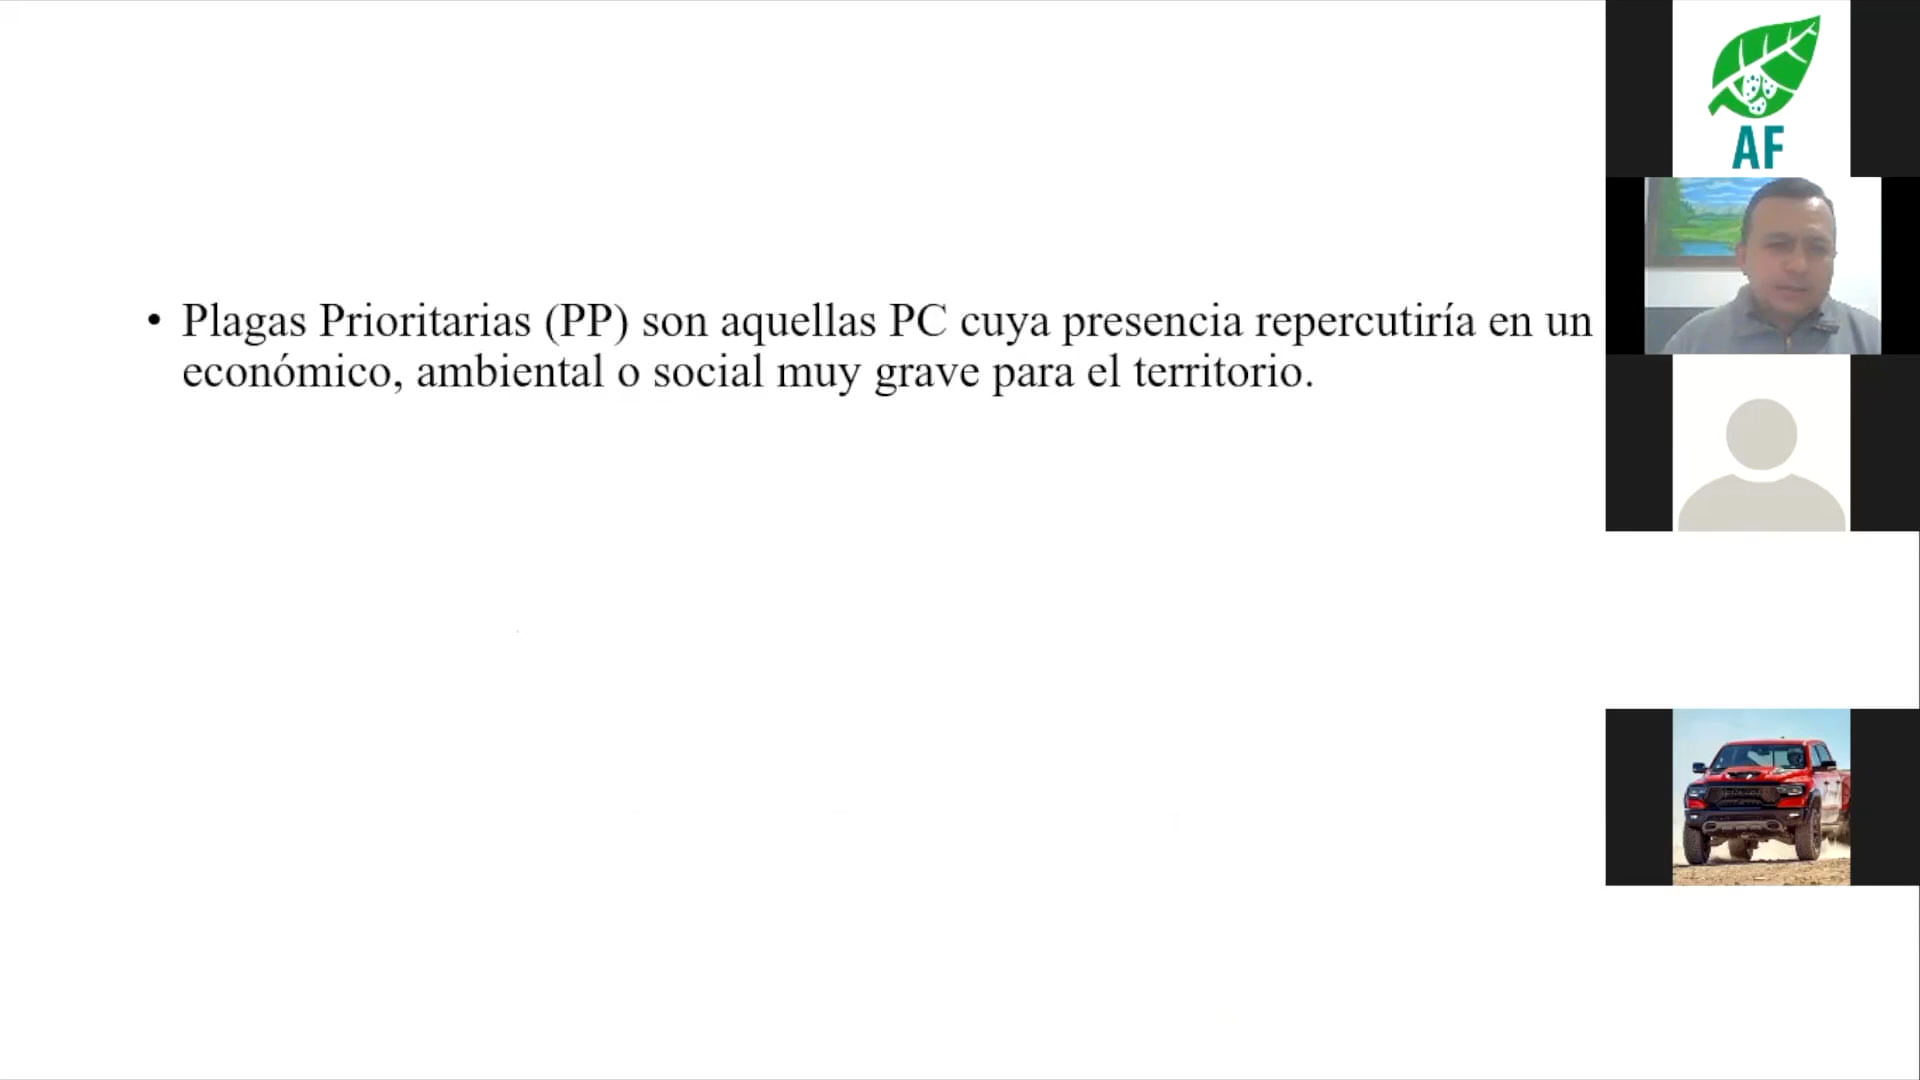 • Plagas Prioritarias (PP) son aquellas PC cuya presencia repercutiría en un
económico, ambiental o social muy grave para el territorio.
AF